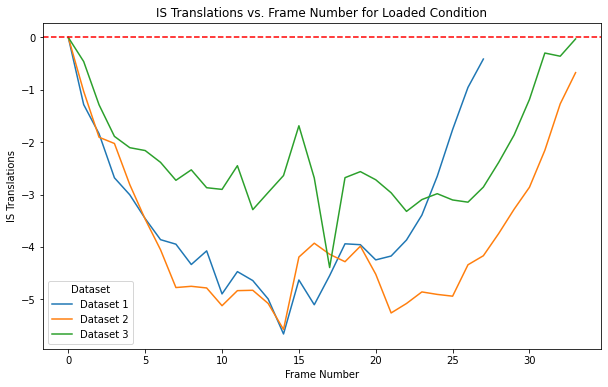 IS Translations vs. Frame Number for Loaded Condition
IS Translations
0
−1
−2
−3
−4
−5
Dataset
Dataset 1
Dataset 2
Dataset 3
0 5 10 15 20 25 30
Frame Number